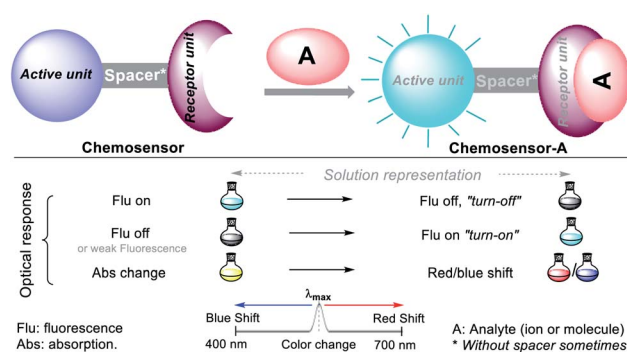 Active unit
Spacer*
Receptor unit
A
Active unit
Spacer*
Receptor unit
A
Chemosensor
Chemosensor-A
Solution representation
Optical response
Flu on
Flu off, "turn-off"
Flu off
or weak Fluorescence
Flu on "turn-on"
Abs change
Red/blue shift
/
λmax
Blue Shift
Red Shift
400 nm
Color change
700 nm
Flu: fluorescence
Abs: absorption.
A: Analyte (ion or molecule)
* Without spacer sometimes